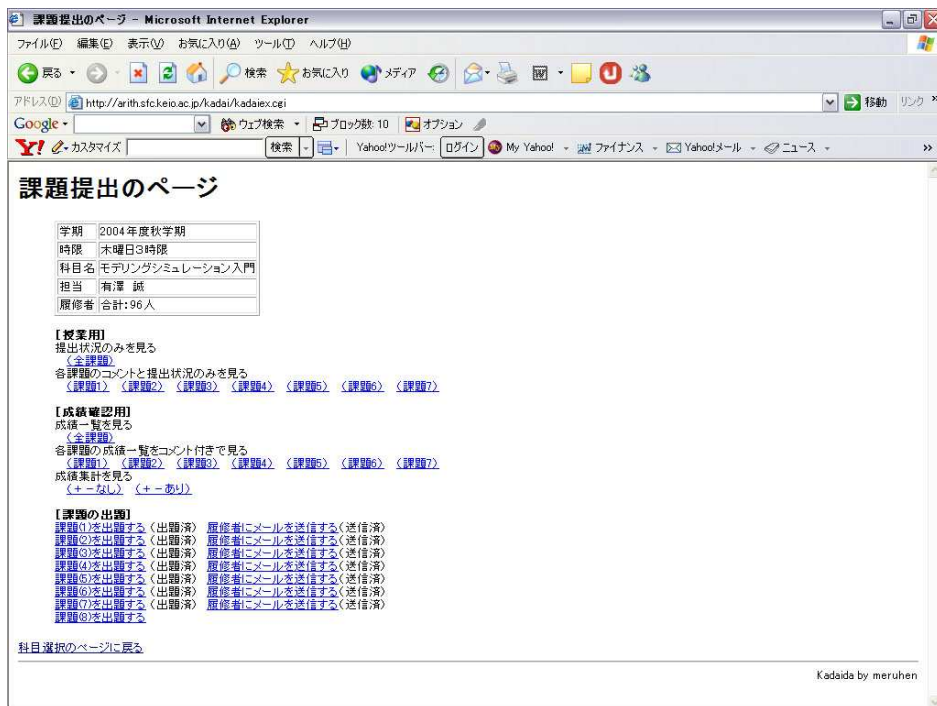 課題提出のページ - Microsoft Internet Explorer
ファイル(F) 編集(E) 表示(V) お気に入り(A) ツール(T) ヘルプ(H)
戻る 検索 お気に入り メディア
アドレス(D) http://arith.sfc.keio.ac.jp/kadai/kadaiex.cgi 移動 リンク »
Google ウェブ検索 ブロック数: 10 オプション
Y! カスタマイズ 検索 Yahoo!ツールバー: ログイン My Yahoo! ファイナンス Yahoo!メール ニュース »
課題提出のページ
学期 2004年度秋学期
時限 木曜日3時限
科目名 モデリングシミュレーション入門
担当 有澤 誠
履修者 合計:96人
[授業用]
提出状況のみを見る
(全課題)
各課題のコメントと提出状況のみを見る
(課題1) (課題2) (課題3) (課題4) (課題5) (課題6) (課題7)
[成績確認用]
成績一覧を見る
(全課題)
各課題の成績一覧をコメント付きで見る
(課題1) (課題2) (課題3) (課題4) (課題5) (課題6) (課題7)
成績集計を見る
(+-なし) (+-あり)
[課題の出題]
課題(1)を出題する (出題済) 履修者にメールを送信する(送信済)
課題(2)を出題する (出題済) 履修者にメールを送信する(送信済)
課題(3)を出題する (出題済) 履修者にメールを送信する(送信済)
課題(4)を出題する (出題済) 履修者にメールを送信する(送信済)
課題(5)を出題する (出題済) 履修者にメールを送信する(送信済)
課題(6)を出題する (出題済) 履修者にメールを送信する(送信済)
課題(7)を出題する (出題済) 履修者にメールを送信する(送信済)
課題(8)を出題する
科目選択のページに戻る
Kadaida by meruhen